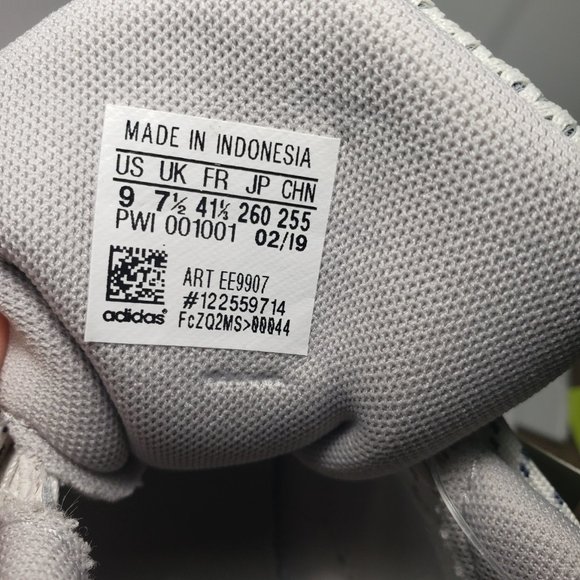 MADE IN INDONESIA
US UK FR JP CHN
9 7½ 41⅓ 260 255
PWI 001001 02/19
ART EE9907
#122559714
adidas® FcZQ2MS>00044